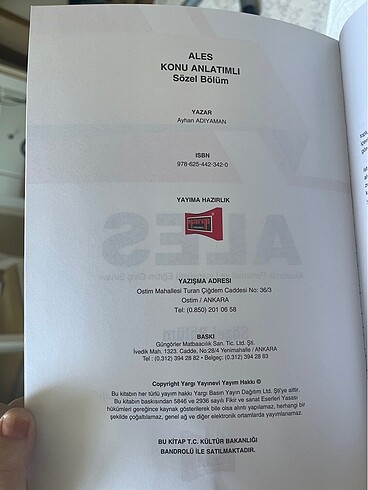 ALES
KONU ANLATIMLI
Sözel Bölüm
YAZAR
Ayhan ADIYAMAN
ISBN
978-625-442-342-0
YAYIMA HAZIRLIK
YAZIŞMA ADRESİ
Ostim Mahallesi Turan Çiğdem Caddesi No: 36/3
Ostim / ANKARA
Tel: (0.850) 201 06 58
BASKI
Güngörler Matbaacılık San. Tic. Ltd. Şti.
İvedik Mah. 1323. Cadde, No:28/4 Yenimahalle / ANKARA
Tel : (0.312) 394 28 82 • Belgeç: (0.312) 394 28 83
Copyright Yargı Yayınevi Yayım Hakkı ©
Bu kitabın her türlü yayım hakkı Yargı Basın Yayın Dağıtım Ltd. Şti'ye aittir.
Bu kitabın baskısından 5846 ve 2936 sayılı Fikir ve sanat Eserleri Yasası
hükümleri gereğince kaynak gösterilerek bile olsa alıntı yapılamaz, herhangi bir
şekilde çoğaltılamaz, genel ağ ve diğer elektronik ortamlarda yayımlanamaz.
BU KİTAP T.C. KÜLTÜR BAKANLIĞI
BANDROLÜ İLE SATILMAKTADIR.